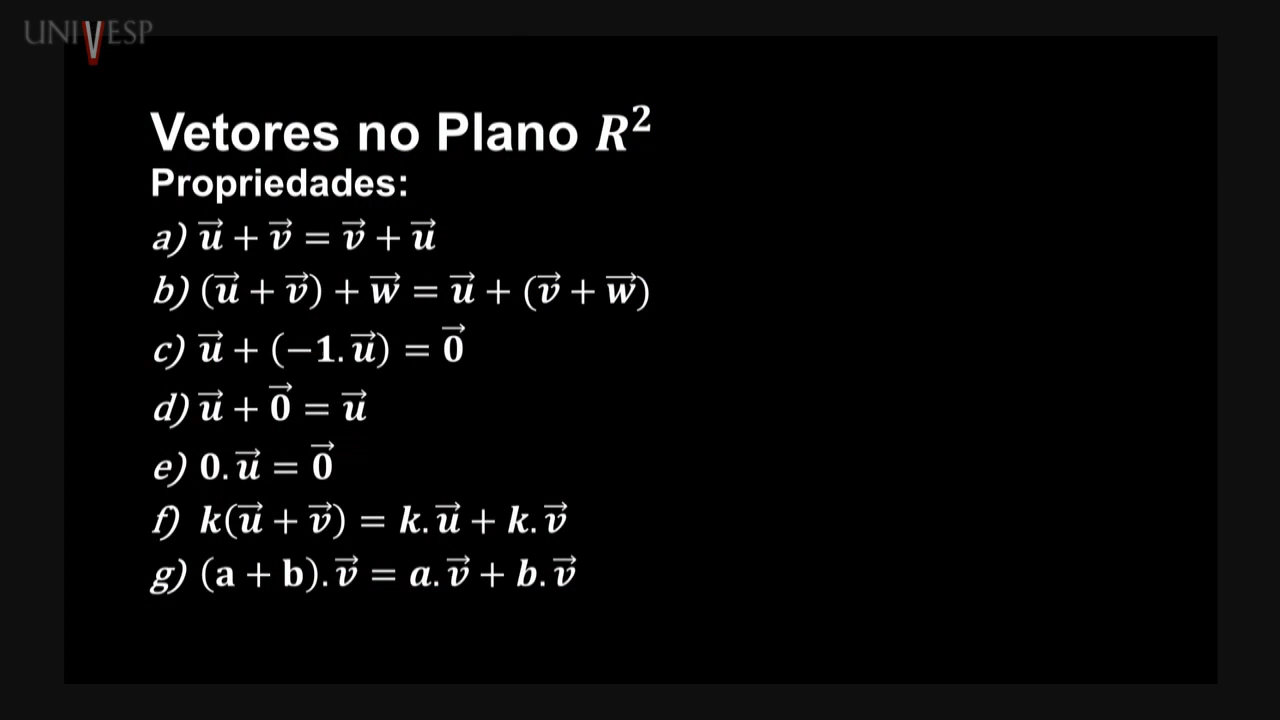 UNIVESP
Vetores no Plano R²
Propriedades:
a) u⃗ + v⃗ = v⃗ + u⃗
b) (u⃗ + v⃗) + w⃗ = u⃗ + (v⃗ + w⃗)
c) u⃗ + (−1. u⃗) = 0⃗
d) u⃗ + 0⃗ = u⃗
e) 0. u⃗ = 0⃗
f) k(u⃗ + v⃗) = k. u⃗ + k. v⃗
g) (a + b). v⃗ = a. v⃗ + b. v⃗